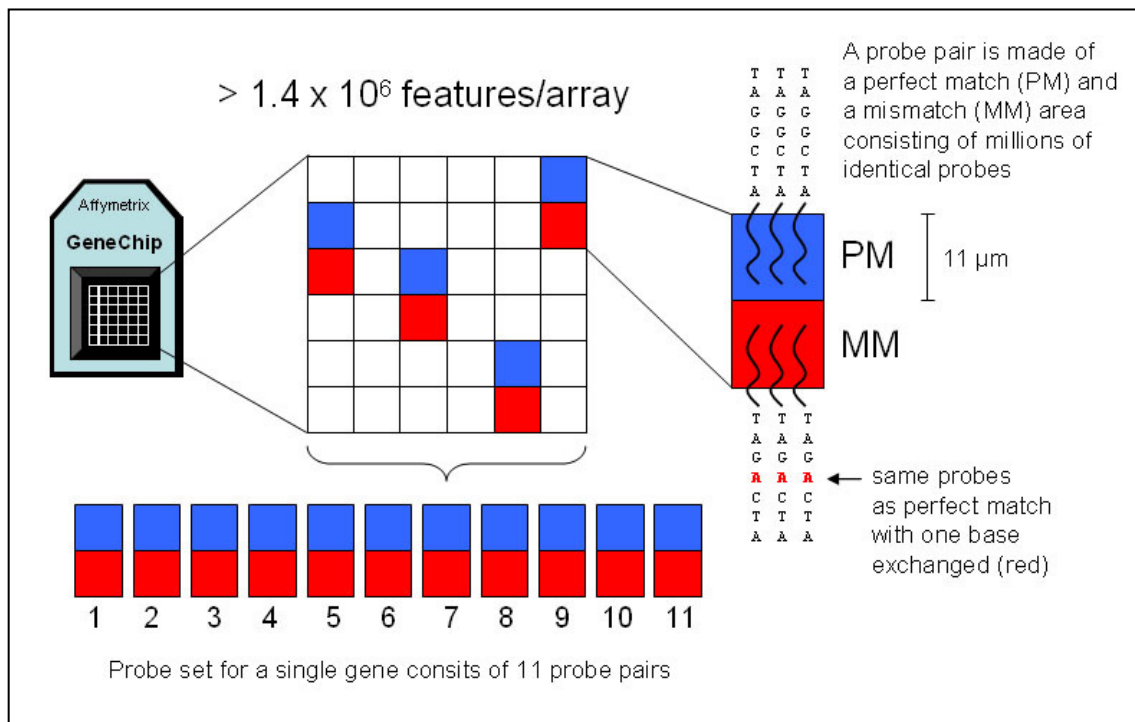 > 1.4 x 10⁶ features/array
A probe pair is made of
a perfect match (PM) and
a mismatch (MM) area
consisting of millions of
identical probes
T T T
A A A
G G G
G G G
C C C
T T T
A A A
Affymetrix
GeneChip
PM
11 µm
MM
T T T
A A A
G G G
A A A
C C C
T T T
A A A
same probes
as perfect match
with one base
exchanged (red)
1 2 3 4 5 6 7 8 9 10 11
Probe set for a single gene consits of 11 probe pairs